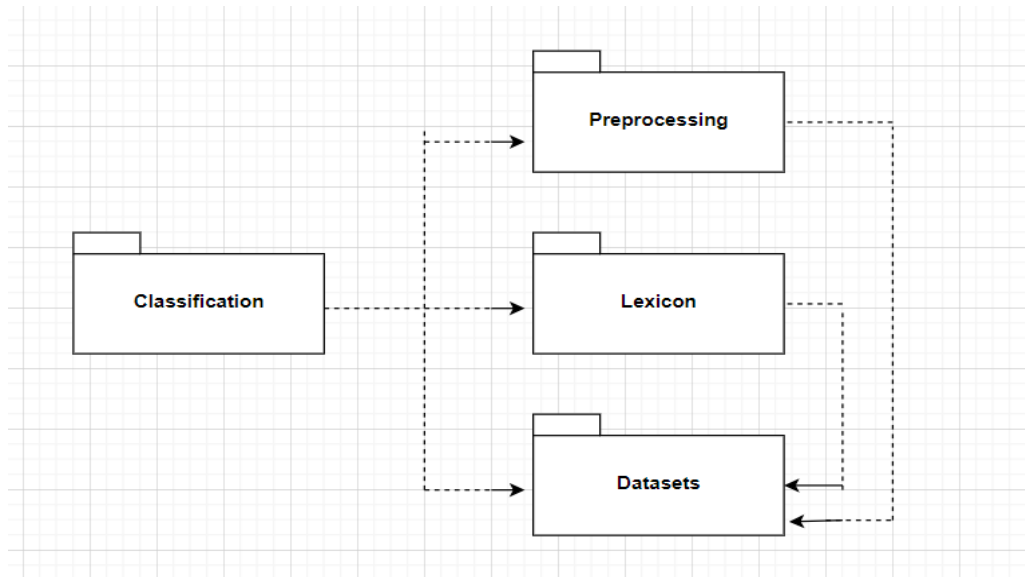 Preprocessing
Classification
Lexicon
Datasets